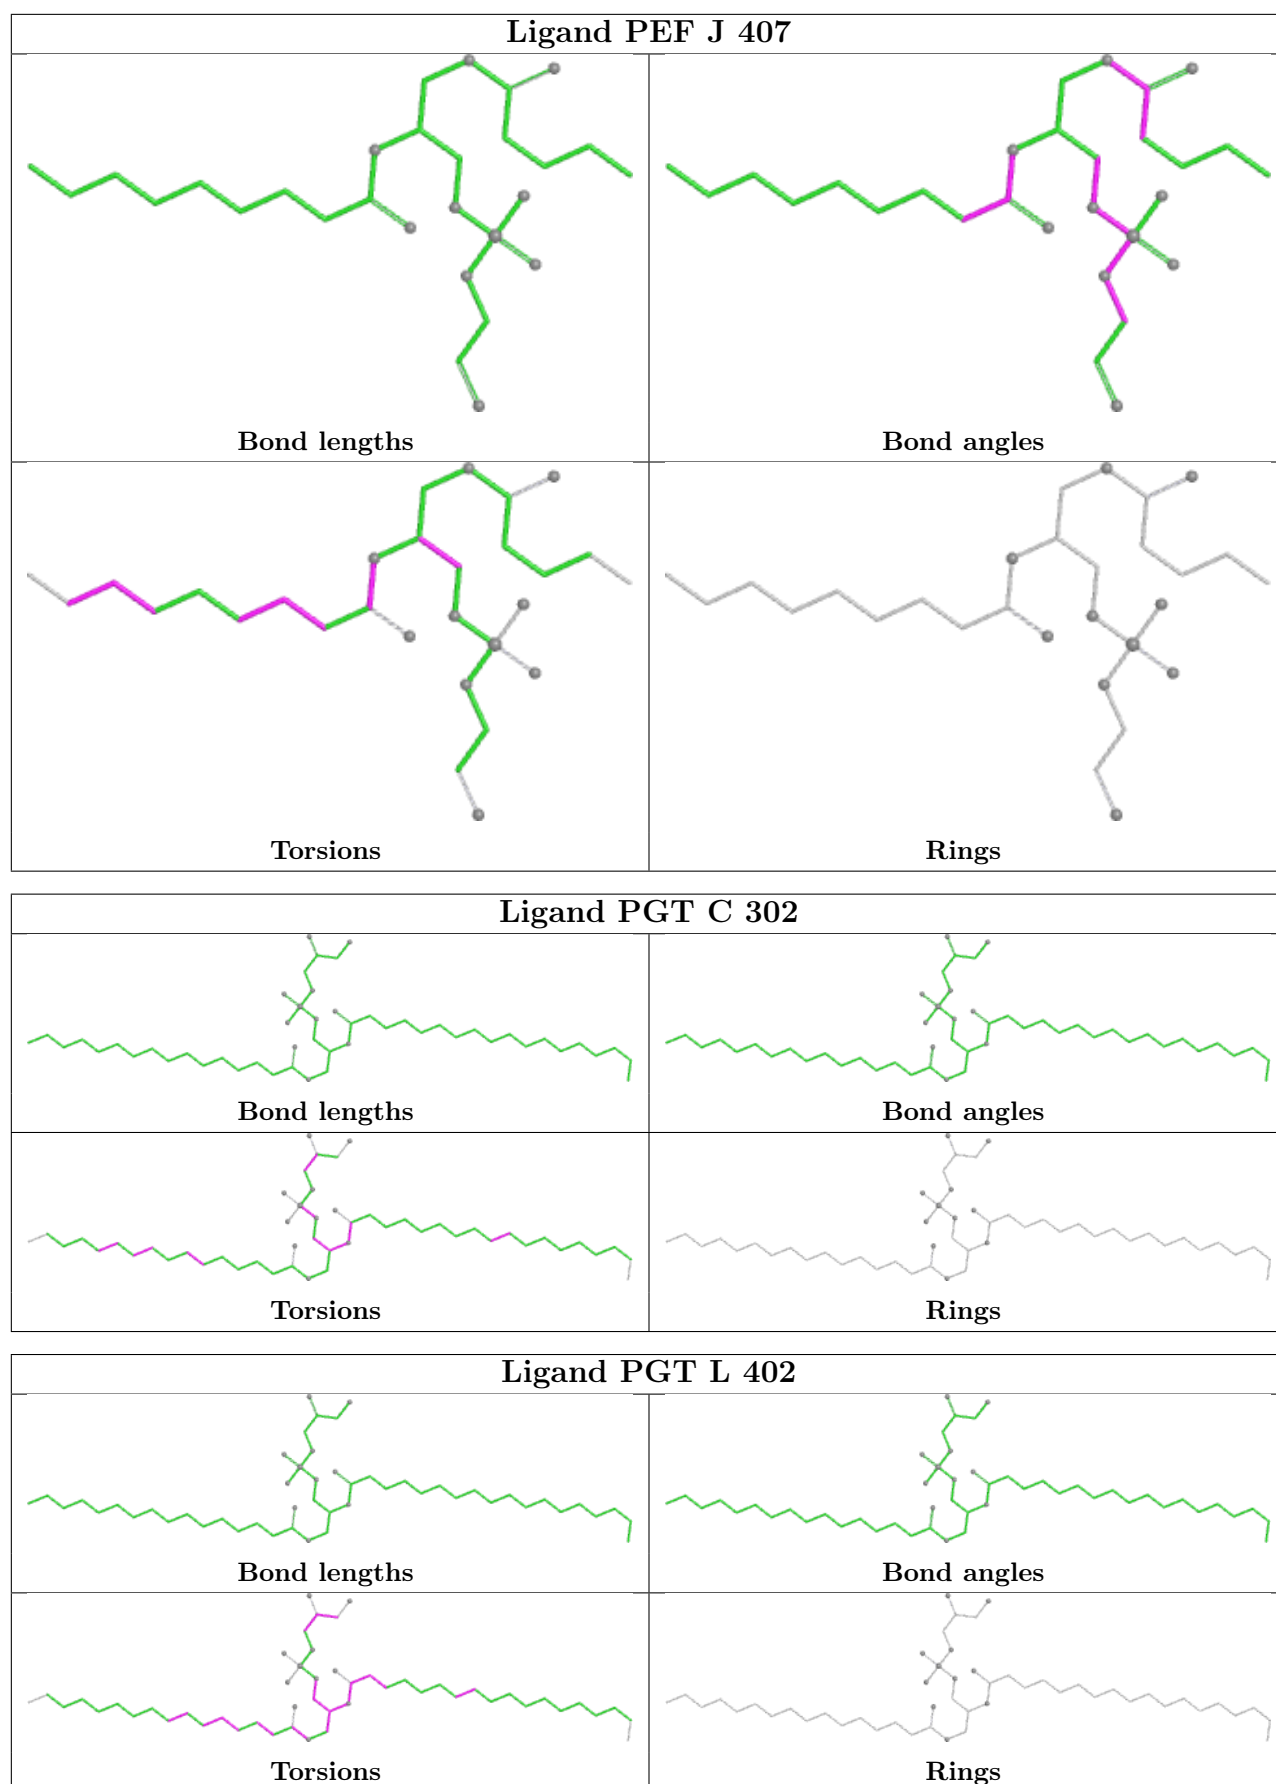 Ligand PEF J 407
Bond lengths
Bond angles
Torsions
Rings
Ligand PGT C 302
Bond lengths
Bond angles
Torsions
Rings
Ligand PGT L 402
Bond lengths
Bond angles
Torsions
Rings